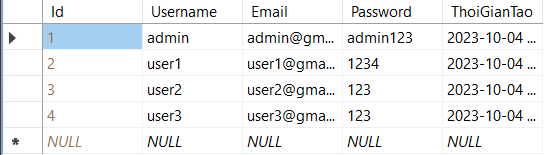 Id Username Email Password ThoiGianTao
1 admin admin@gm... admin123 2023-10-04 ...
2 user1 user1@gma... 1234 2023-10-04 ...
3 user2 user2@gma... 123 2023-10-04 ...
4 user3 user3@gma... 123 2023-10-04 ...
* NULL NULL NULL NULL NULL